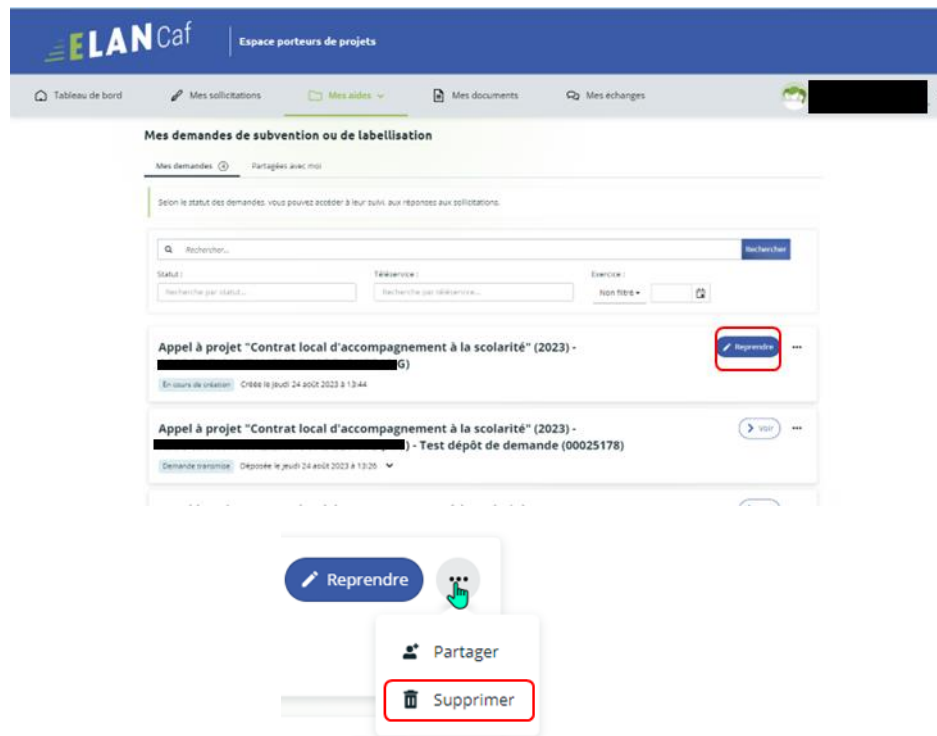 ELAN Caf
Espace porteurs de projets
Tableau de bord
Mes sollicitations
Mes aides
Mes documents
Mes échanges
Mes demandes de subvention ou de labellisation
Mes demandes 4
Partagées avec moi
Selon le statut des demandes, vous pouvez accéder à leur suivi, aux réponses aux sollicitations.
Rechercher...
Rechercher
Statut :
Téléservice :
Exercice :
Recherche par statut...
Recherche par téléservice...
Non filtré
Appel à projet "Contrat local d'accompagnement à la scolarité" (2023) -
G)
Reprendre
...
En cours de création Créée le jeudi 24 août 2023 à 13:44
Appel à projet "Contrat local d'accompagnement à la scolarité" (2023) -
) - Test dépôt de demande (00025178)
Voir
...
Demande transmise Déposée le jeudi 24 août 2023 à 13:26
Reprendre
...
Partager
Supprimer